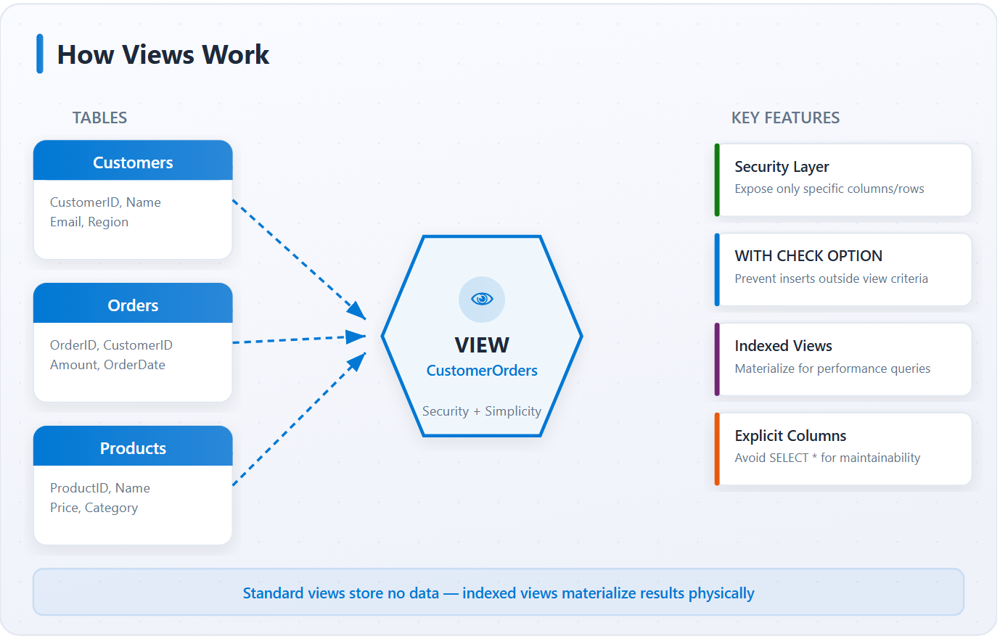 How Views Work
TABLES
Customers
CustomerID, Name
Email, Region
Orders
OrderID, CustomerID
Amount, OrderDate
Products
ProductID, Name
Price, Category
VIEW
CustomerOrders
Security + Simplicity
KEY FEATURES
Security Layer
Expose only specific columns/rows
WITH CHECK OPTION
Prevent inserts outside view criteria
Indexed Views
Materialize for performance queries
Explicit Columns
Avoid SELECT * for maintainability
Standard views store no data — indexed views materialize results physically